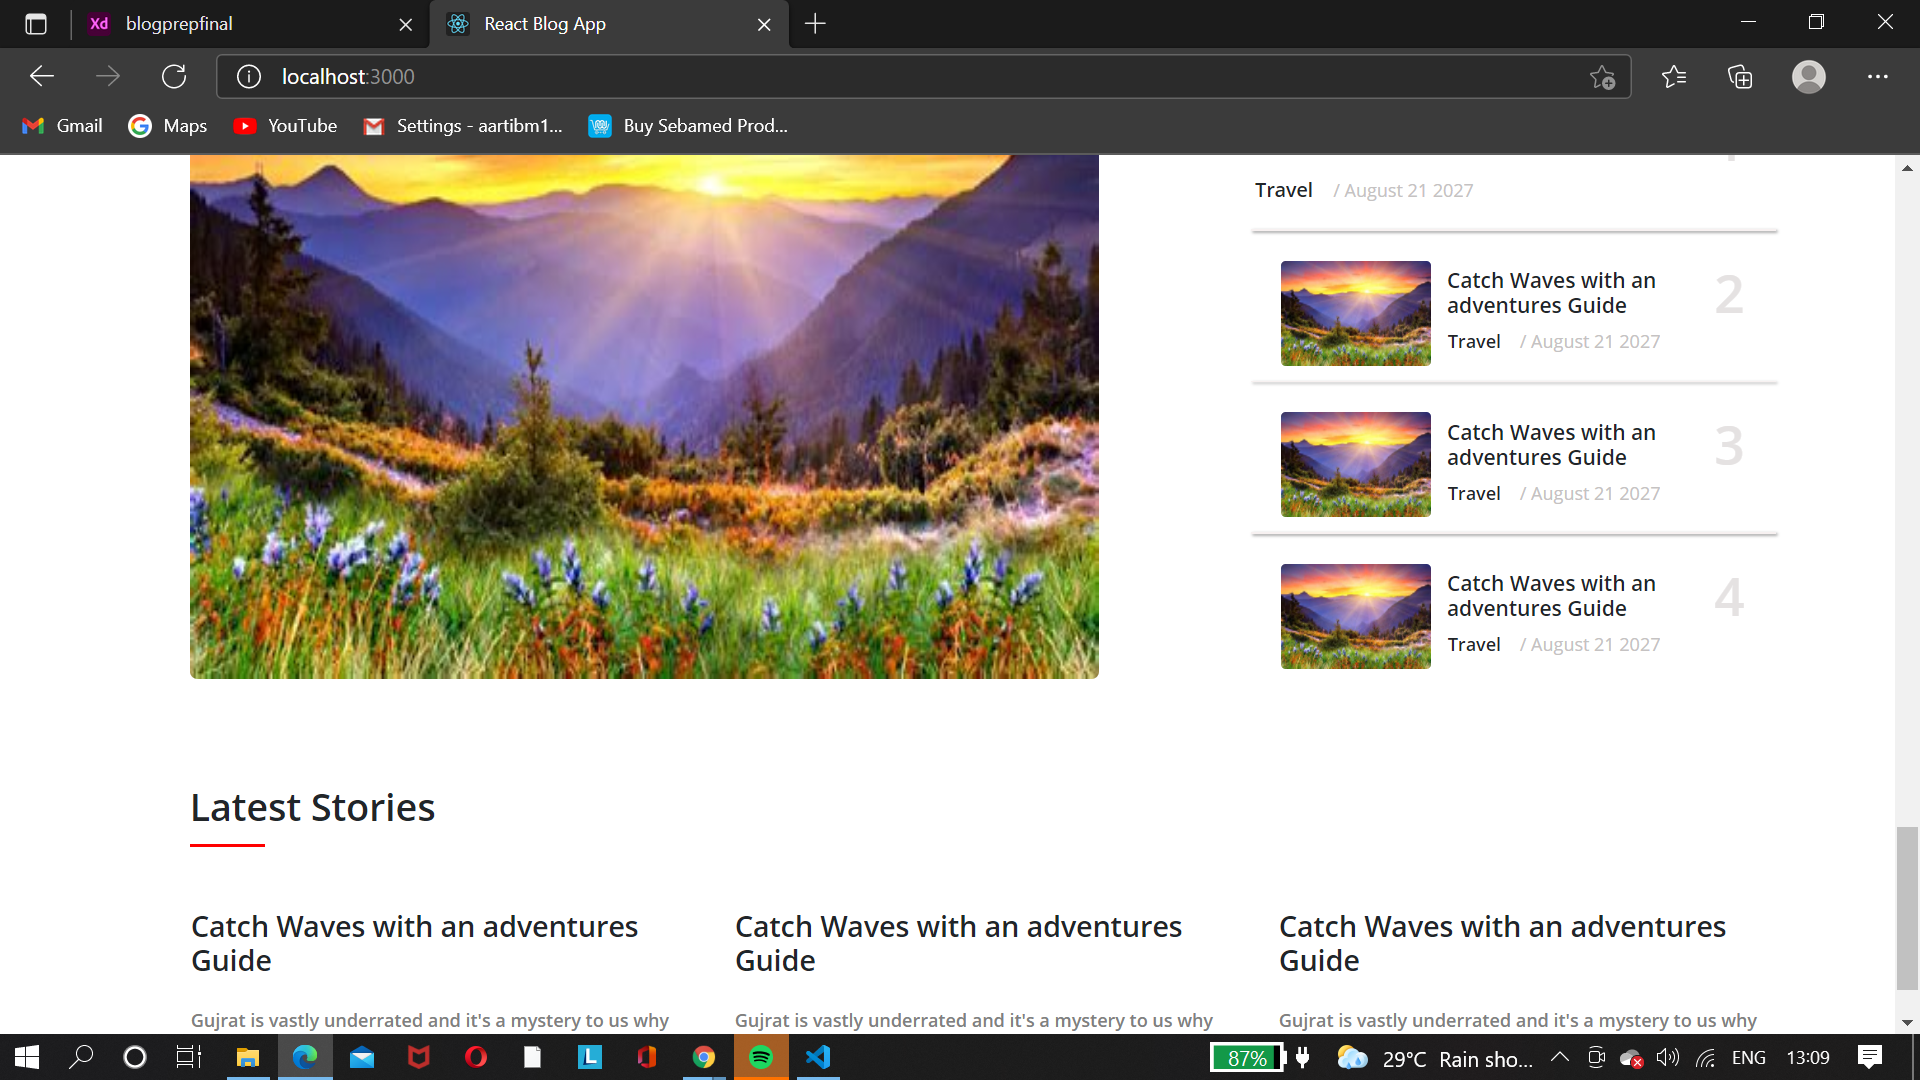 Xd blogprepfinal
React Blog App
localhost:3000
Gmail
Maps
YouTube
Settings - aartibm1...
Buy Sebamed Prod...
Travel / August 21 2027
Catch Waves with an
adventures Guide
2
Travel / August 21 2027
Catch Waves with an
adventures Guide
3
Travel / August 21 2027
Catch Waves with an
adventures Guide
4
Travel / August 21 2027
Latest Stories
Catch Waves with an adventures
Guide
Gujrat is vastly underrated and it's a mystery to us why
Catch Waves with an adventures
Guide
Gujrat is vastly underrated and it's a mystery to us why
Catch Waves with an adventures
Guide
Gujrat is vastly underrated and it's a mystery to us why
L
87%
29°C Rain sho...
ENG
13:09